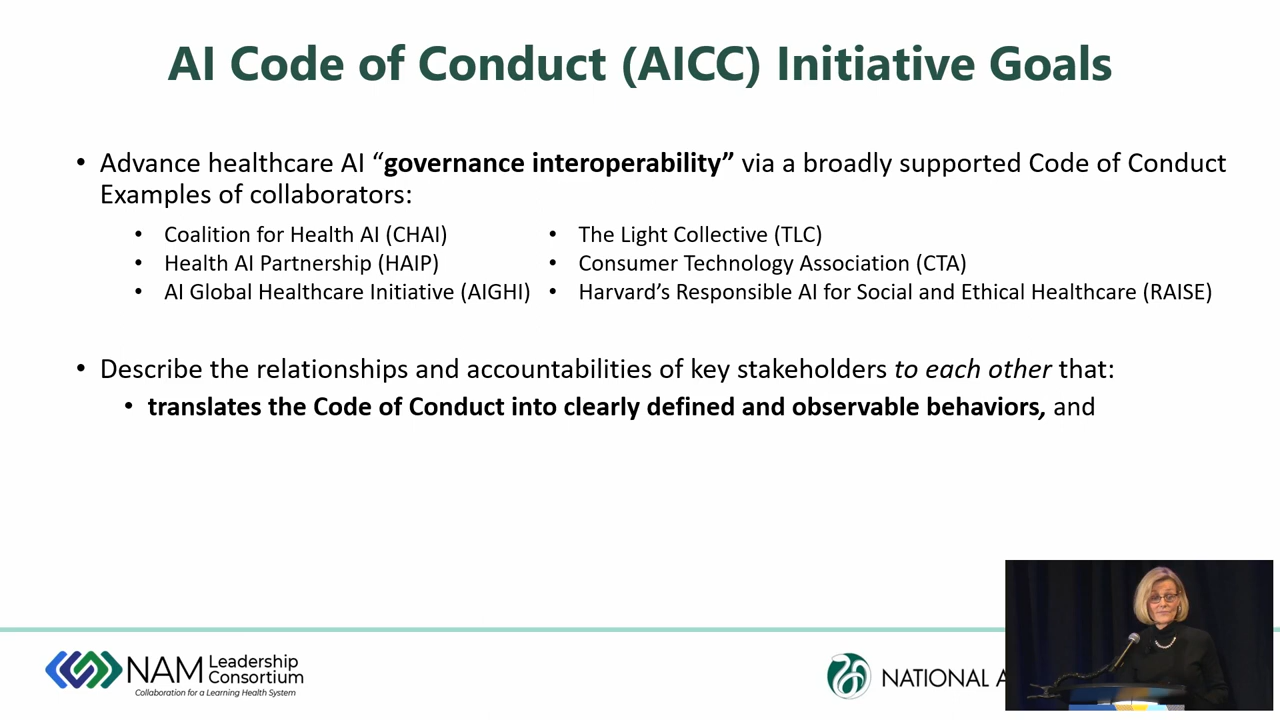 AI Code of Conduct (AICC) Initiative Goals
• Advance healthcare AI “governance interoperability” via a broadly supported Code of Conduct
Examples of collaborators:
• Coalition for Health AI (CHAI)
• Health AI Partnership (HAIP)
• AI Global Healthcare Initiative (AIGHI)
• The Light Collective (TLC)
• Consumer Technology Association (CTA)
• Harvard’s Responsible AI for Social and Ethical Healthcare (RAISE)
• Describe the relationships and accountabilities of key stakeholders to each other that:
• translates the Code of Conduct into clearly defined and observable behaviors, and
NAM Leadership
Consortium
Collaboration for a Learning Health System
NATIONAL A